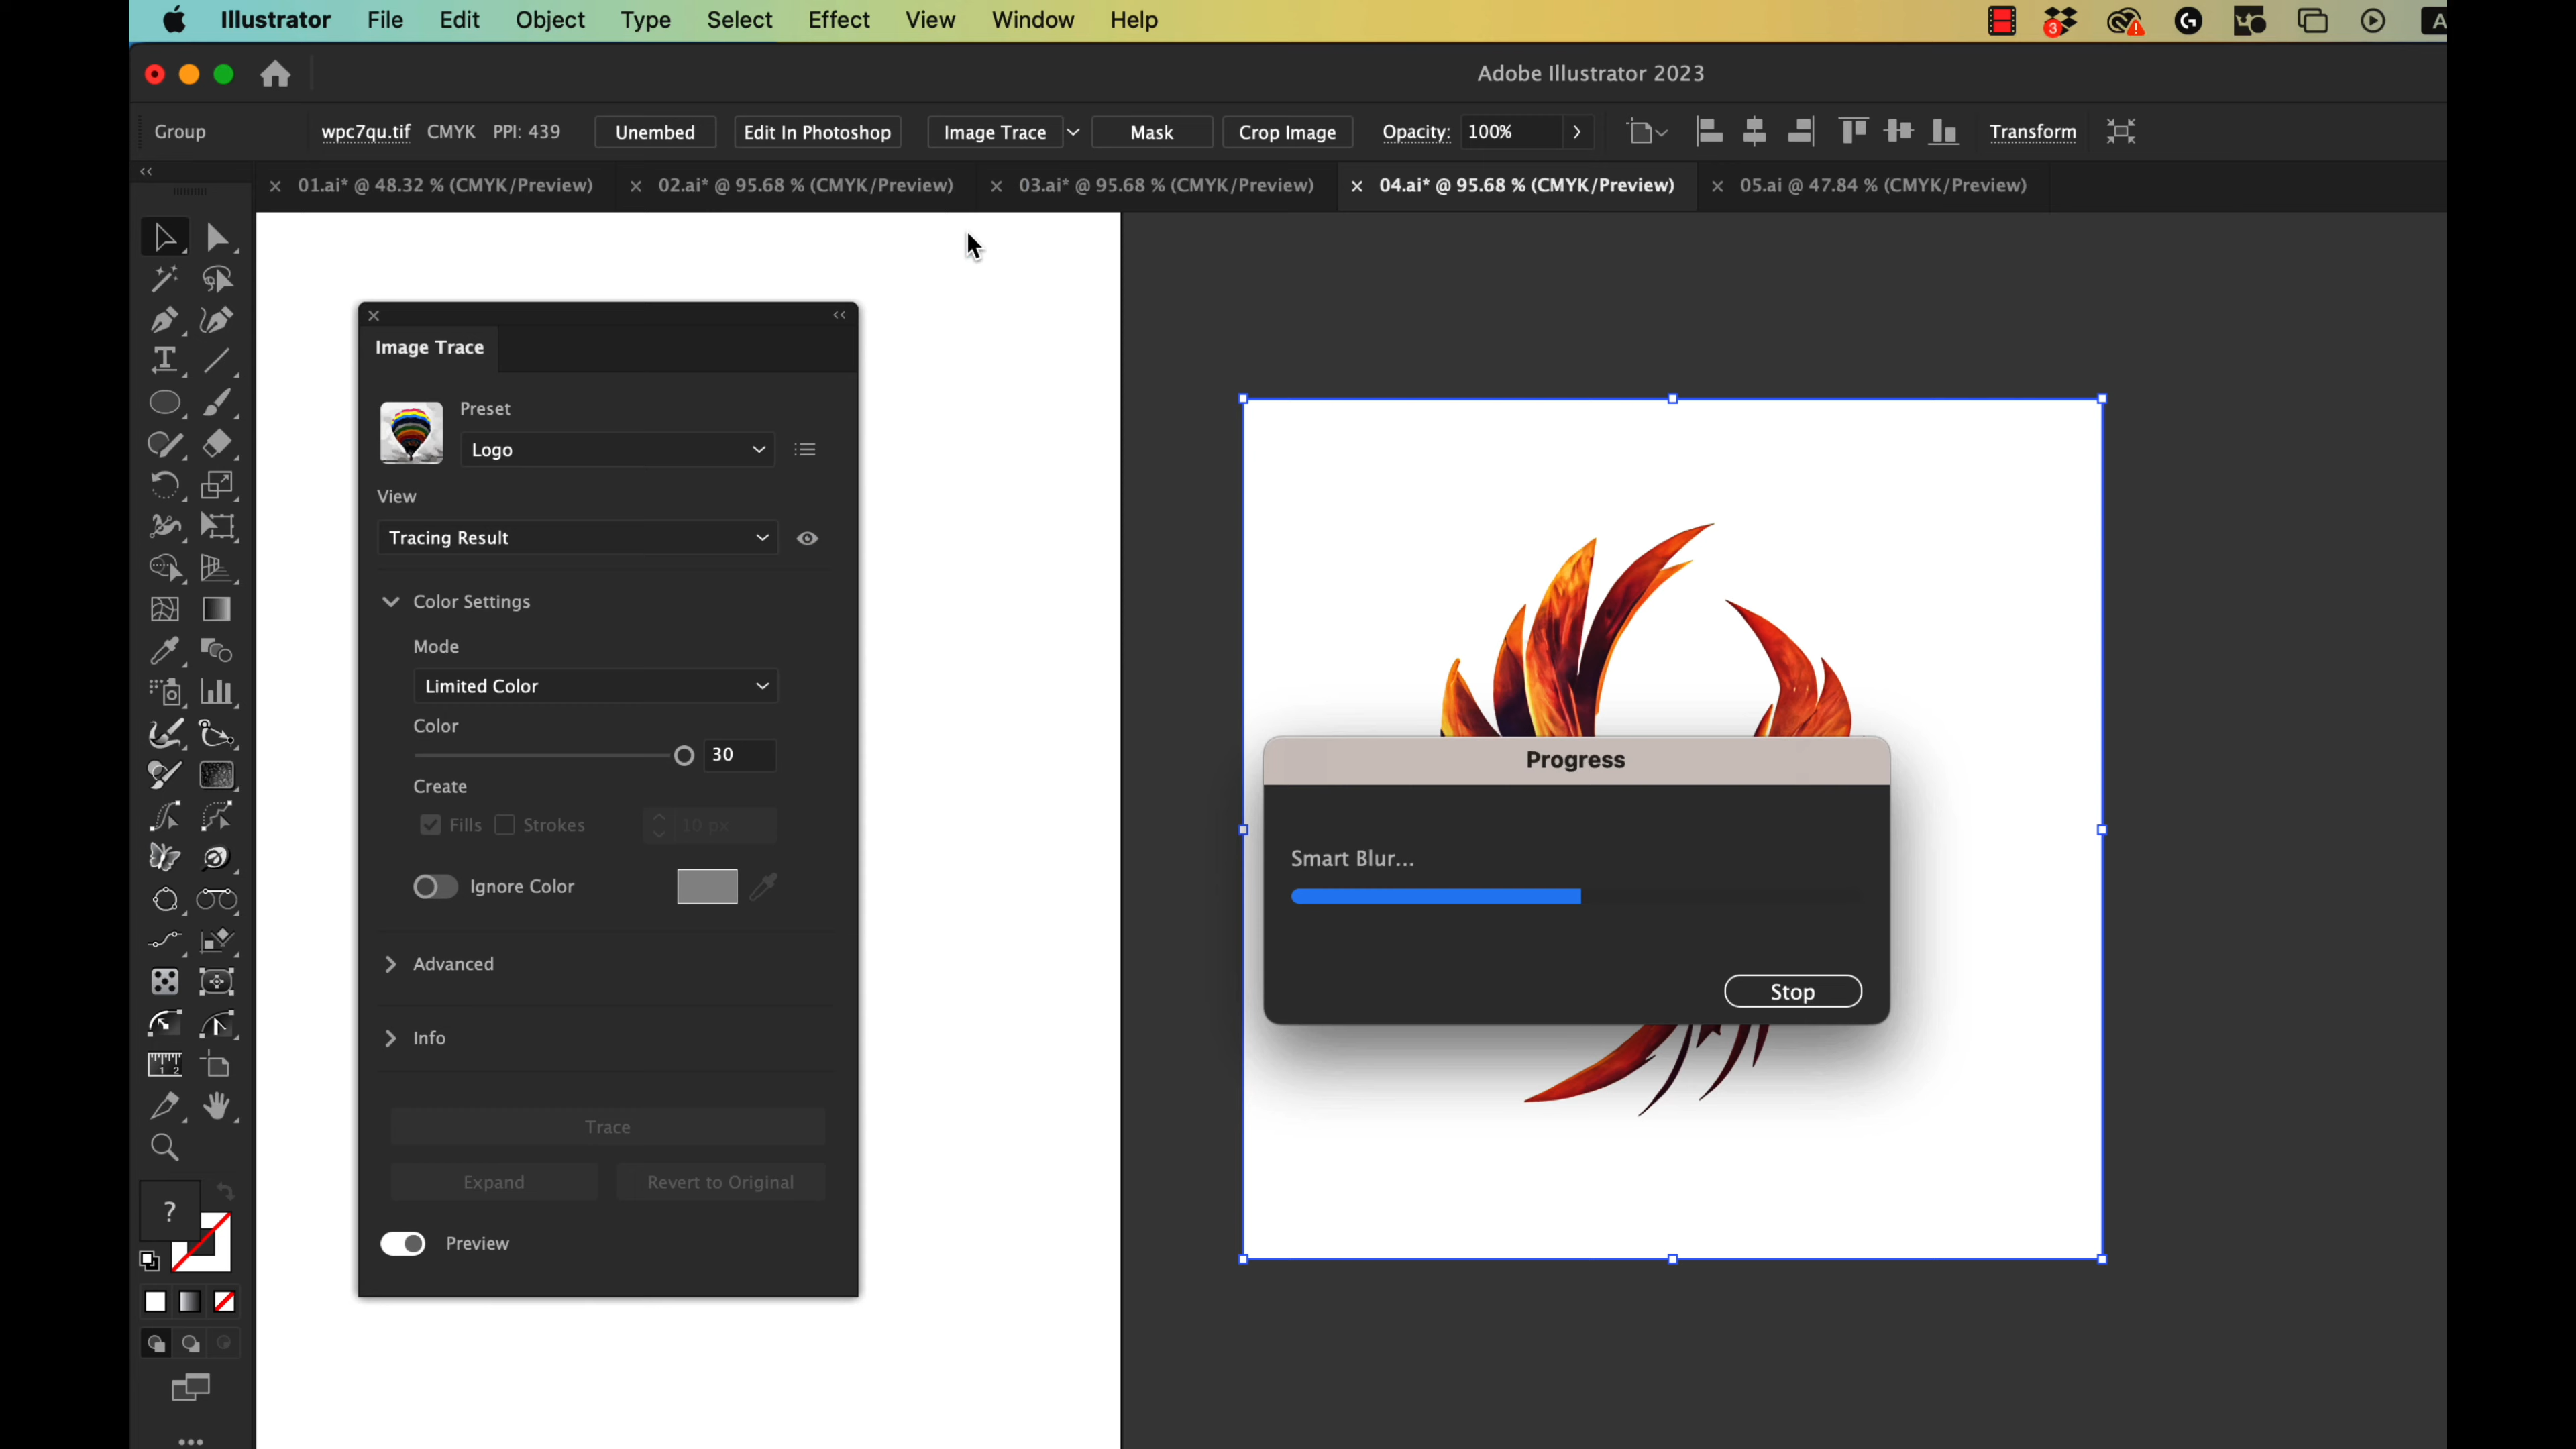 Illustrator File Edit Object Type Select Effect View Window Help
3
A
Adobe Illustrator 2023
Group wpc7qu.tif CMYK PPI: 439 Unembed Edit In Photoshop Image Trace Mask Crop Image Opacity: 100% Transform
01.ai* @ 48.32 % (CMYK/Preview) 02.ai* @ 95.68 % (CMYK/Preview) 03.ai* @ 95.68 % (CMYK/Preview) 04.ai* @ 95.68 % (CMYK/Preview) 05.ai @ 47.84 % (CMYK/Preview)
Image Trace
Preset
Logo
View
Tracing Result
Color Settings
Mode
Limited Color
Color
30
Create
Fills Strokes 10 px
Ignore Color
Advanced
Info
Trace
Expand Revert to Original
Preview
Progress
Smart Blur...
Stop
?